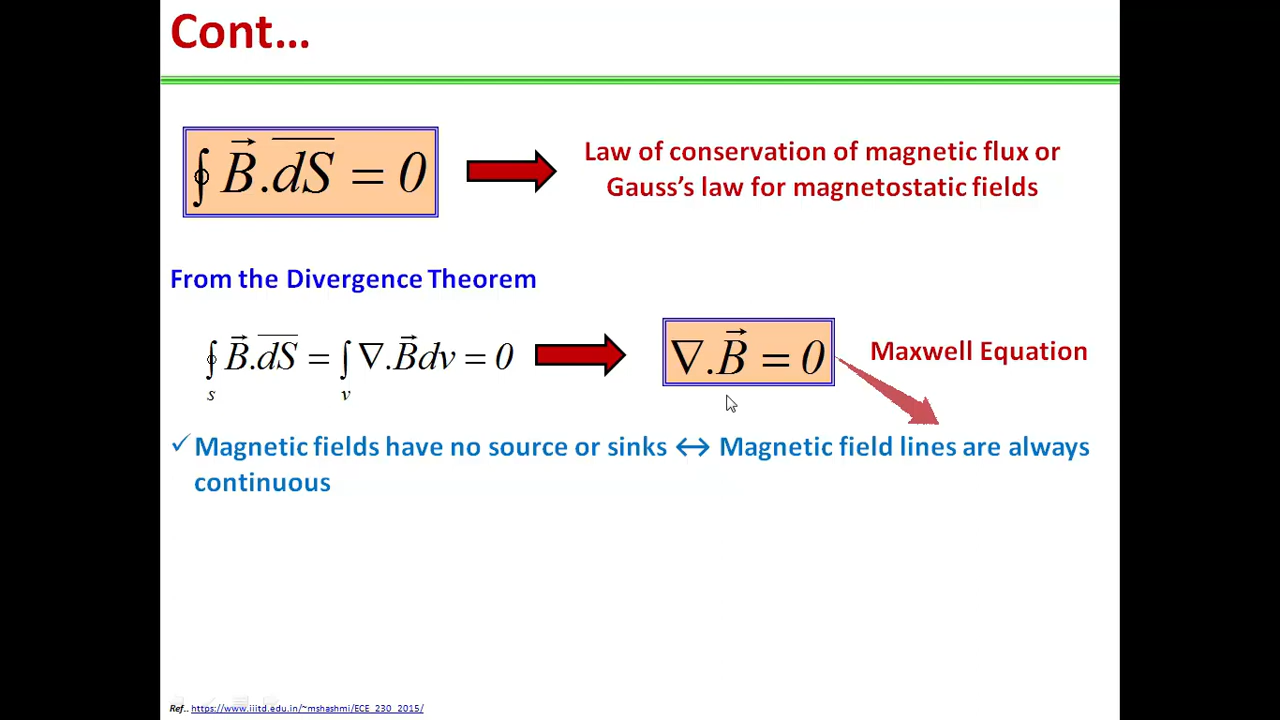 Cont...
∮ B⃗.d̅S̅ = 0
Law of conservation of magnetic flux or
Gauss's law for magnetostatic fields
From the Divergence Theorem
∮ₛ B⃗.d̅S̅ = ∫ᵥ ∇.B⃗dv = 0
∇.B⃗ = 0
Maxwell Equation
✓ Magnetic fields have no source or sinks ↔ Magnetic field lines are always
continuous
Ref.. https://www.iiitd.edu.in/~mshashmi/ECE_230_2015/